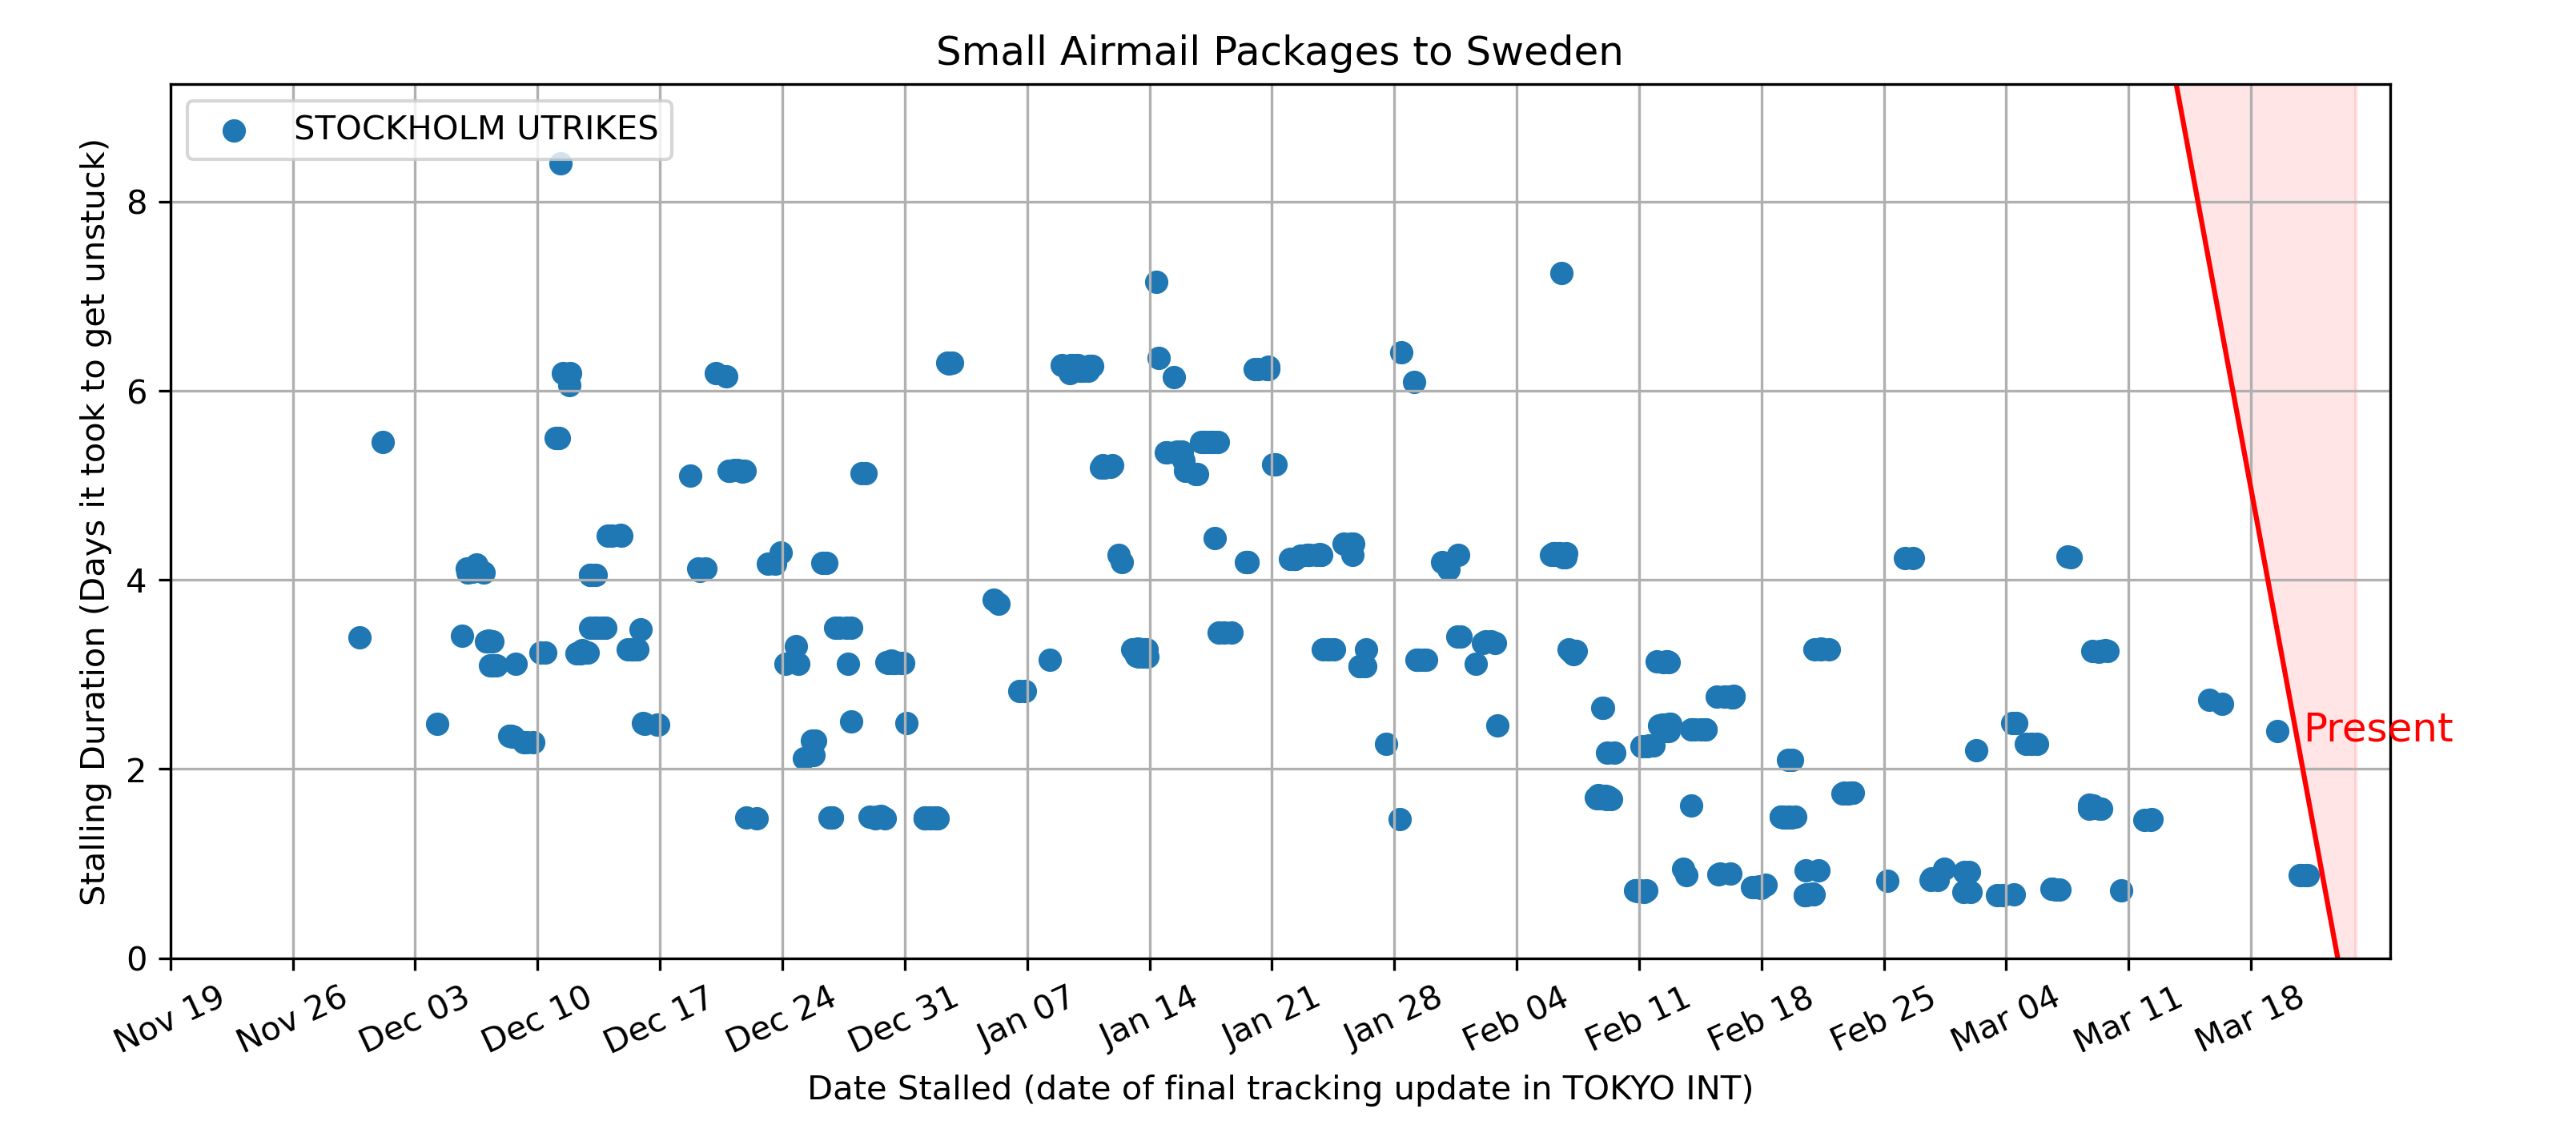 Small Airmail Packages to Sweden
STOCKHOLM UTRIKES
Stalling Duration (Days it took to get unstuck)
8
6
4
2
0
Present
Nov 19
Nov 26
Dec 03
Dec 10
Dec 17
Dec 24
Dec 31
Jan 07
Jan 14
Jan 21
Jan 28
Feb 04
Feb 11
Feb 18
Feb 25
Mar 04
Mar 11
Mar 18
Date Stalled (date of final tracking update in TOKYO INT)